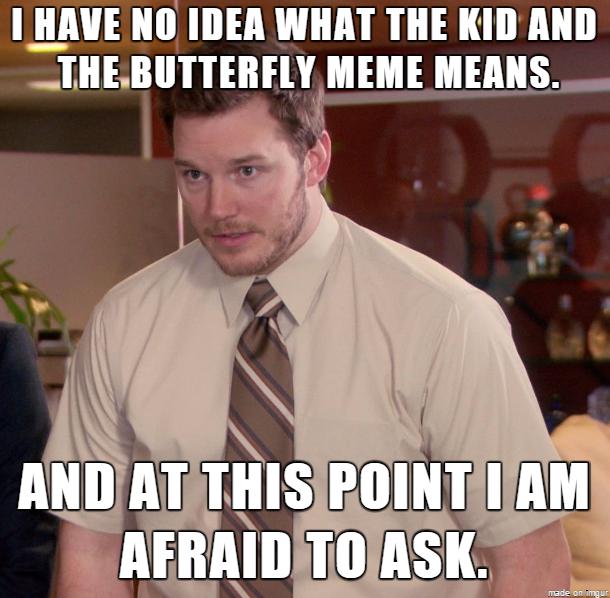 I HAVE NO IDEA WHAT THE KID AND
THE BUTTERFLY MEME MEANS.
AND AT THIS POINT I AM
AFRAID TO ASK.
made on imgur